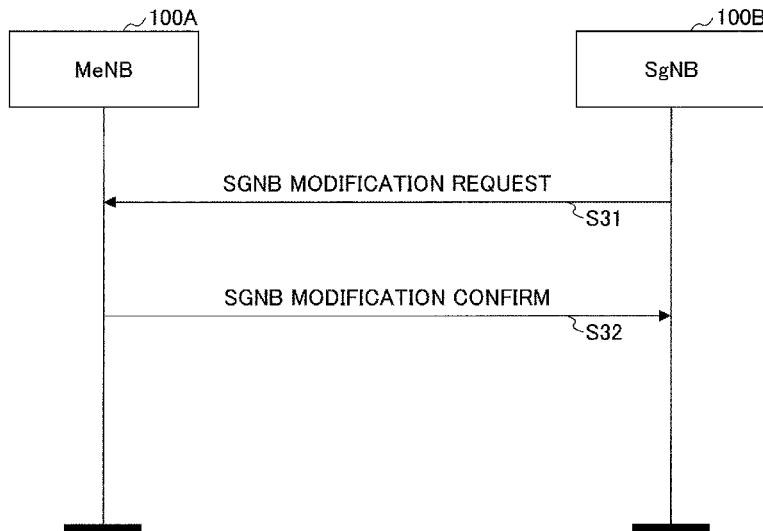 100A
100B
MeNB
SgNB
SGNB MODIFICATION REQUEST
S31
SGNB MODIFICATION CONFIRM
S32